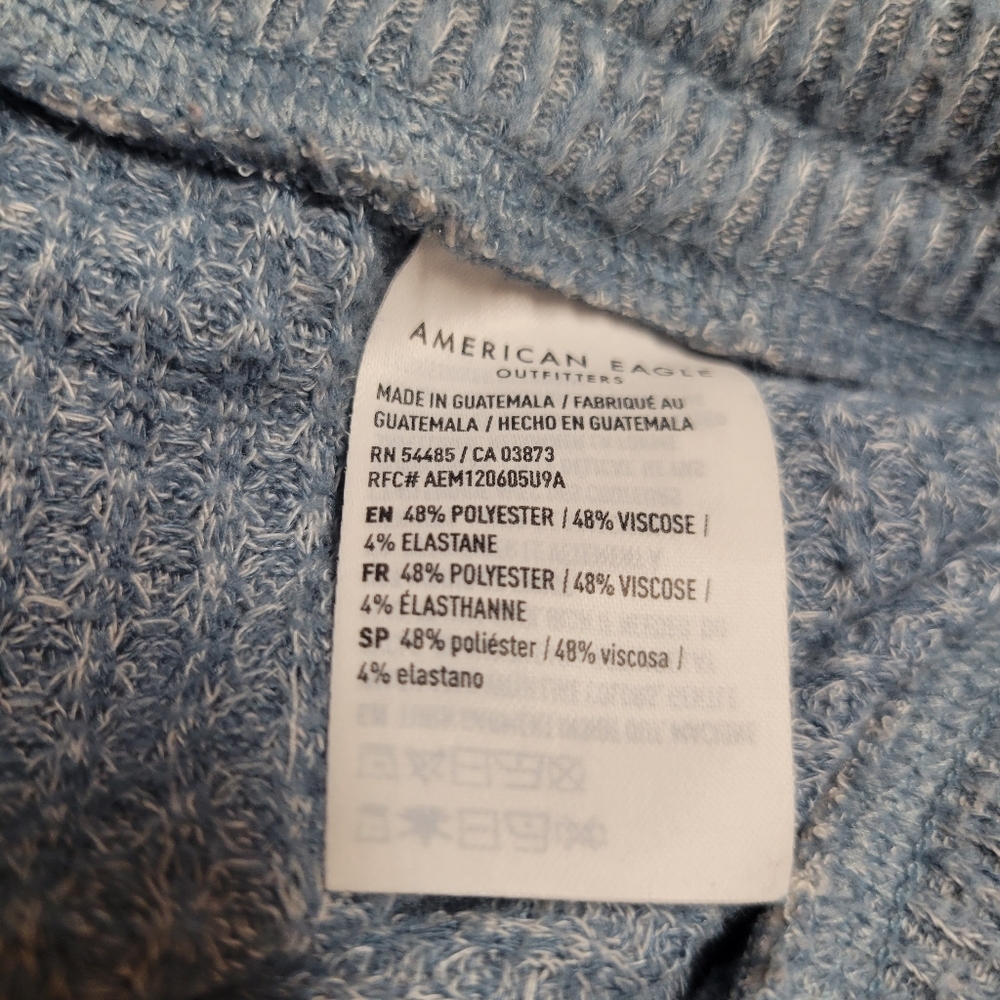 AMERICAN EAGLE
OUTFITTERS
MADE IN GUATEMALA / FABRIQUÉ AU
GUATEMALA / HECHO EN GUATEMALA
RN 54485 / CA 03873
RFC# AEM120605U9A
EN 48% POLYESTER / 48% VISCOSE /
4% ELASTANE
FR 48% POLYESTER / 48% VISCOSE /
4% ÉLASTHANNE
SP 48% poliéster / 48% viscosa /
4% elastano